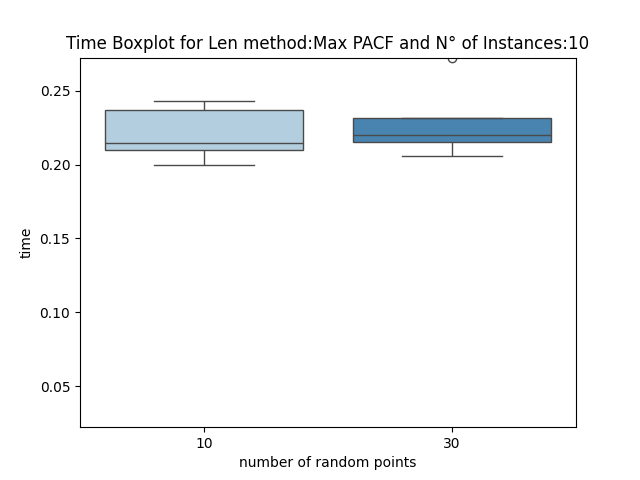 Time Boxplot for Len method:Max PACF and N° of Instances:10
0.25
0.20
0.15
0.10
0.05
time
10
30
number of random points